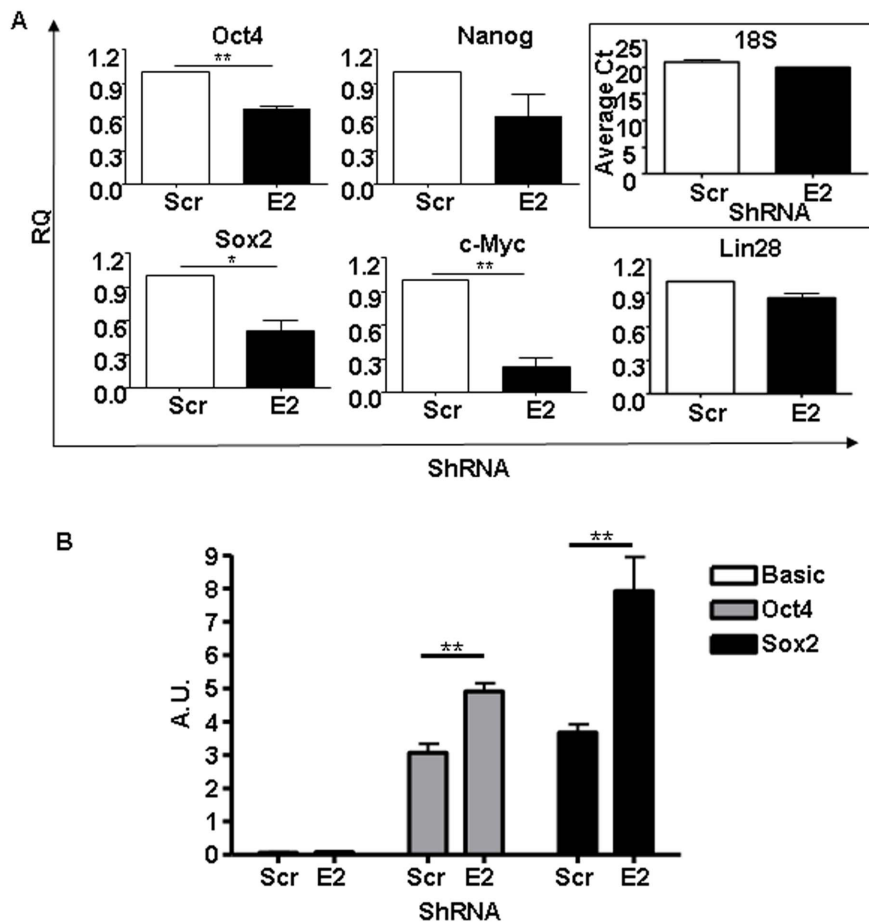 A
RQ
Oct4
**
1.2
0.9
0.6
0.3
0.0
Scr E2
Nanog
1.2
0.9
0.6
0.3
0.0
Scr E2
18S
Average Ct
25
20
15
10
5
0
Scr E2
ShRNA
Sox2
*
1.2
0.9
0.6
0.3
0.0
Scr E2
c-Myc
**
1.2
0.9
0.6
0.3
0.0
Scr E2
Lin28
1.2
0.9
0.6
0.3
0.0
Scr E2
ShRNA
B
A.U.
9
8
7
6
5
4
3
2
1
0
**
**
Scr E2 Scr E2 Scr E2
ShRNA
Basic
Oct4
Sox2